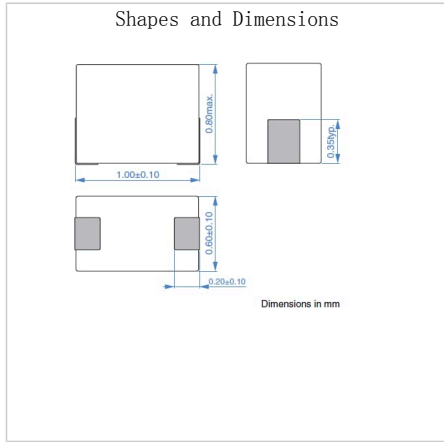 Shapes and Dimensions
0.80max.
0.35typ.
1.00±0.10
0.60±0.10
0.20±0.10
Dimensions in mm